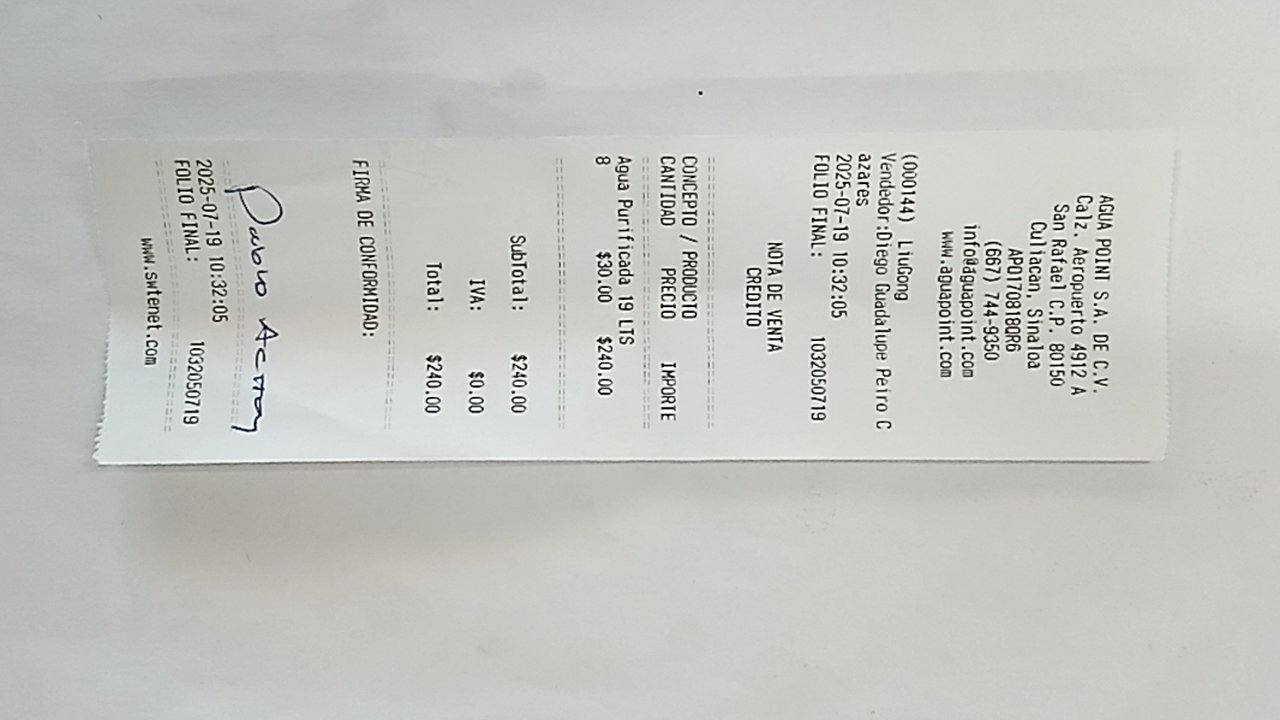 AGUA POINT S.A. DE C.V.
Calz. Aeropuerto 4912 A
San Rafael C.P. 80150
Culiacan, Sinaloa
APO170818QR6
(667) 744-9350
info@aguapoint.com
www.aguapoint.com
(000144) LiuGong
Vendedor:Diego Guadalupe Peiro C
azares
2025-07-19 10:32:05
FOLIO FINAL: 1032050719
NOTA DE VENTA
CREDITO
CONCEPTO / PRODUCTO
CANTIDAD PRECIO IMPORTE
Agua Purificada 19 LTS
8 $30.00 $240.00
SubTotal: $240.00
IVA: $0.00
Total: $240.00
FIRMA DE CONFORMIDAD:
2025-07-19 10:32:05
FOLIO FINAL: 1032050719
www.swtenet.com